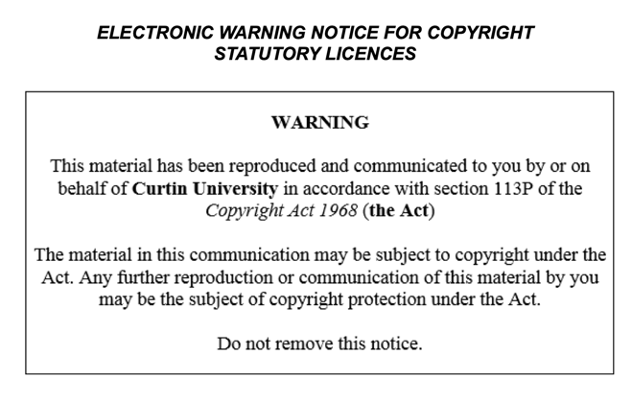 ELECTRONIC WARNING NOTICE FOR COPYRIGHT
STATUTORY LICENCES
WARNING
This material has been reproduced and communicated to you by or on
behalf of Curtin University in accordance with section 113P of the
Copyright Act 1968 (the Act)
The material in this communication may be subject to copyright under the
Act. Any further reproduction or communication of this material by you
may be the subject of copyright protection under the Act.
Do not remove this notice.